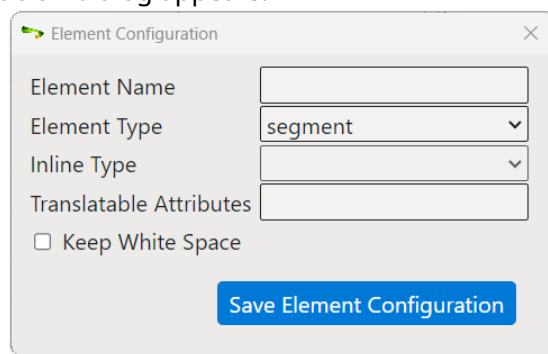 Element Configuration
Element Name
Element Type segment
Inline Type
Translatable Attributes
Keep White Space
Save Element Configuration